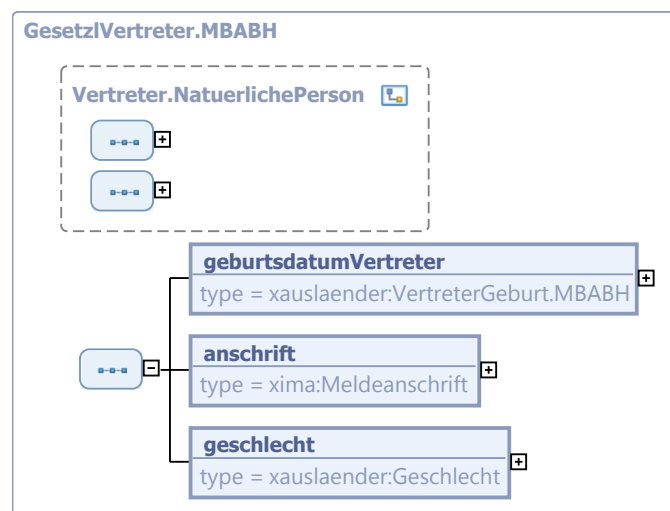 GesetzlVertreter.MBABH
Vertreter.NatuerlichePerson
geburtsdatumVertreter
type = xauslaender:VertreterGeburt.MBABH
anschrift
type = xima:Meldeanschrift
geschlecht
type = xauslaender:Geschlecht